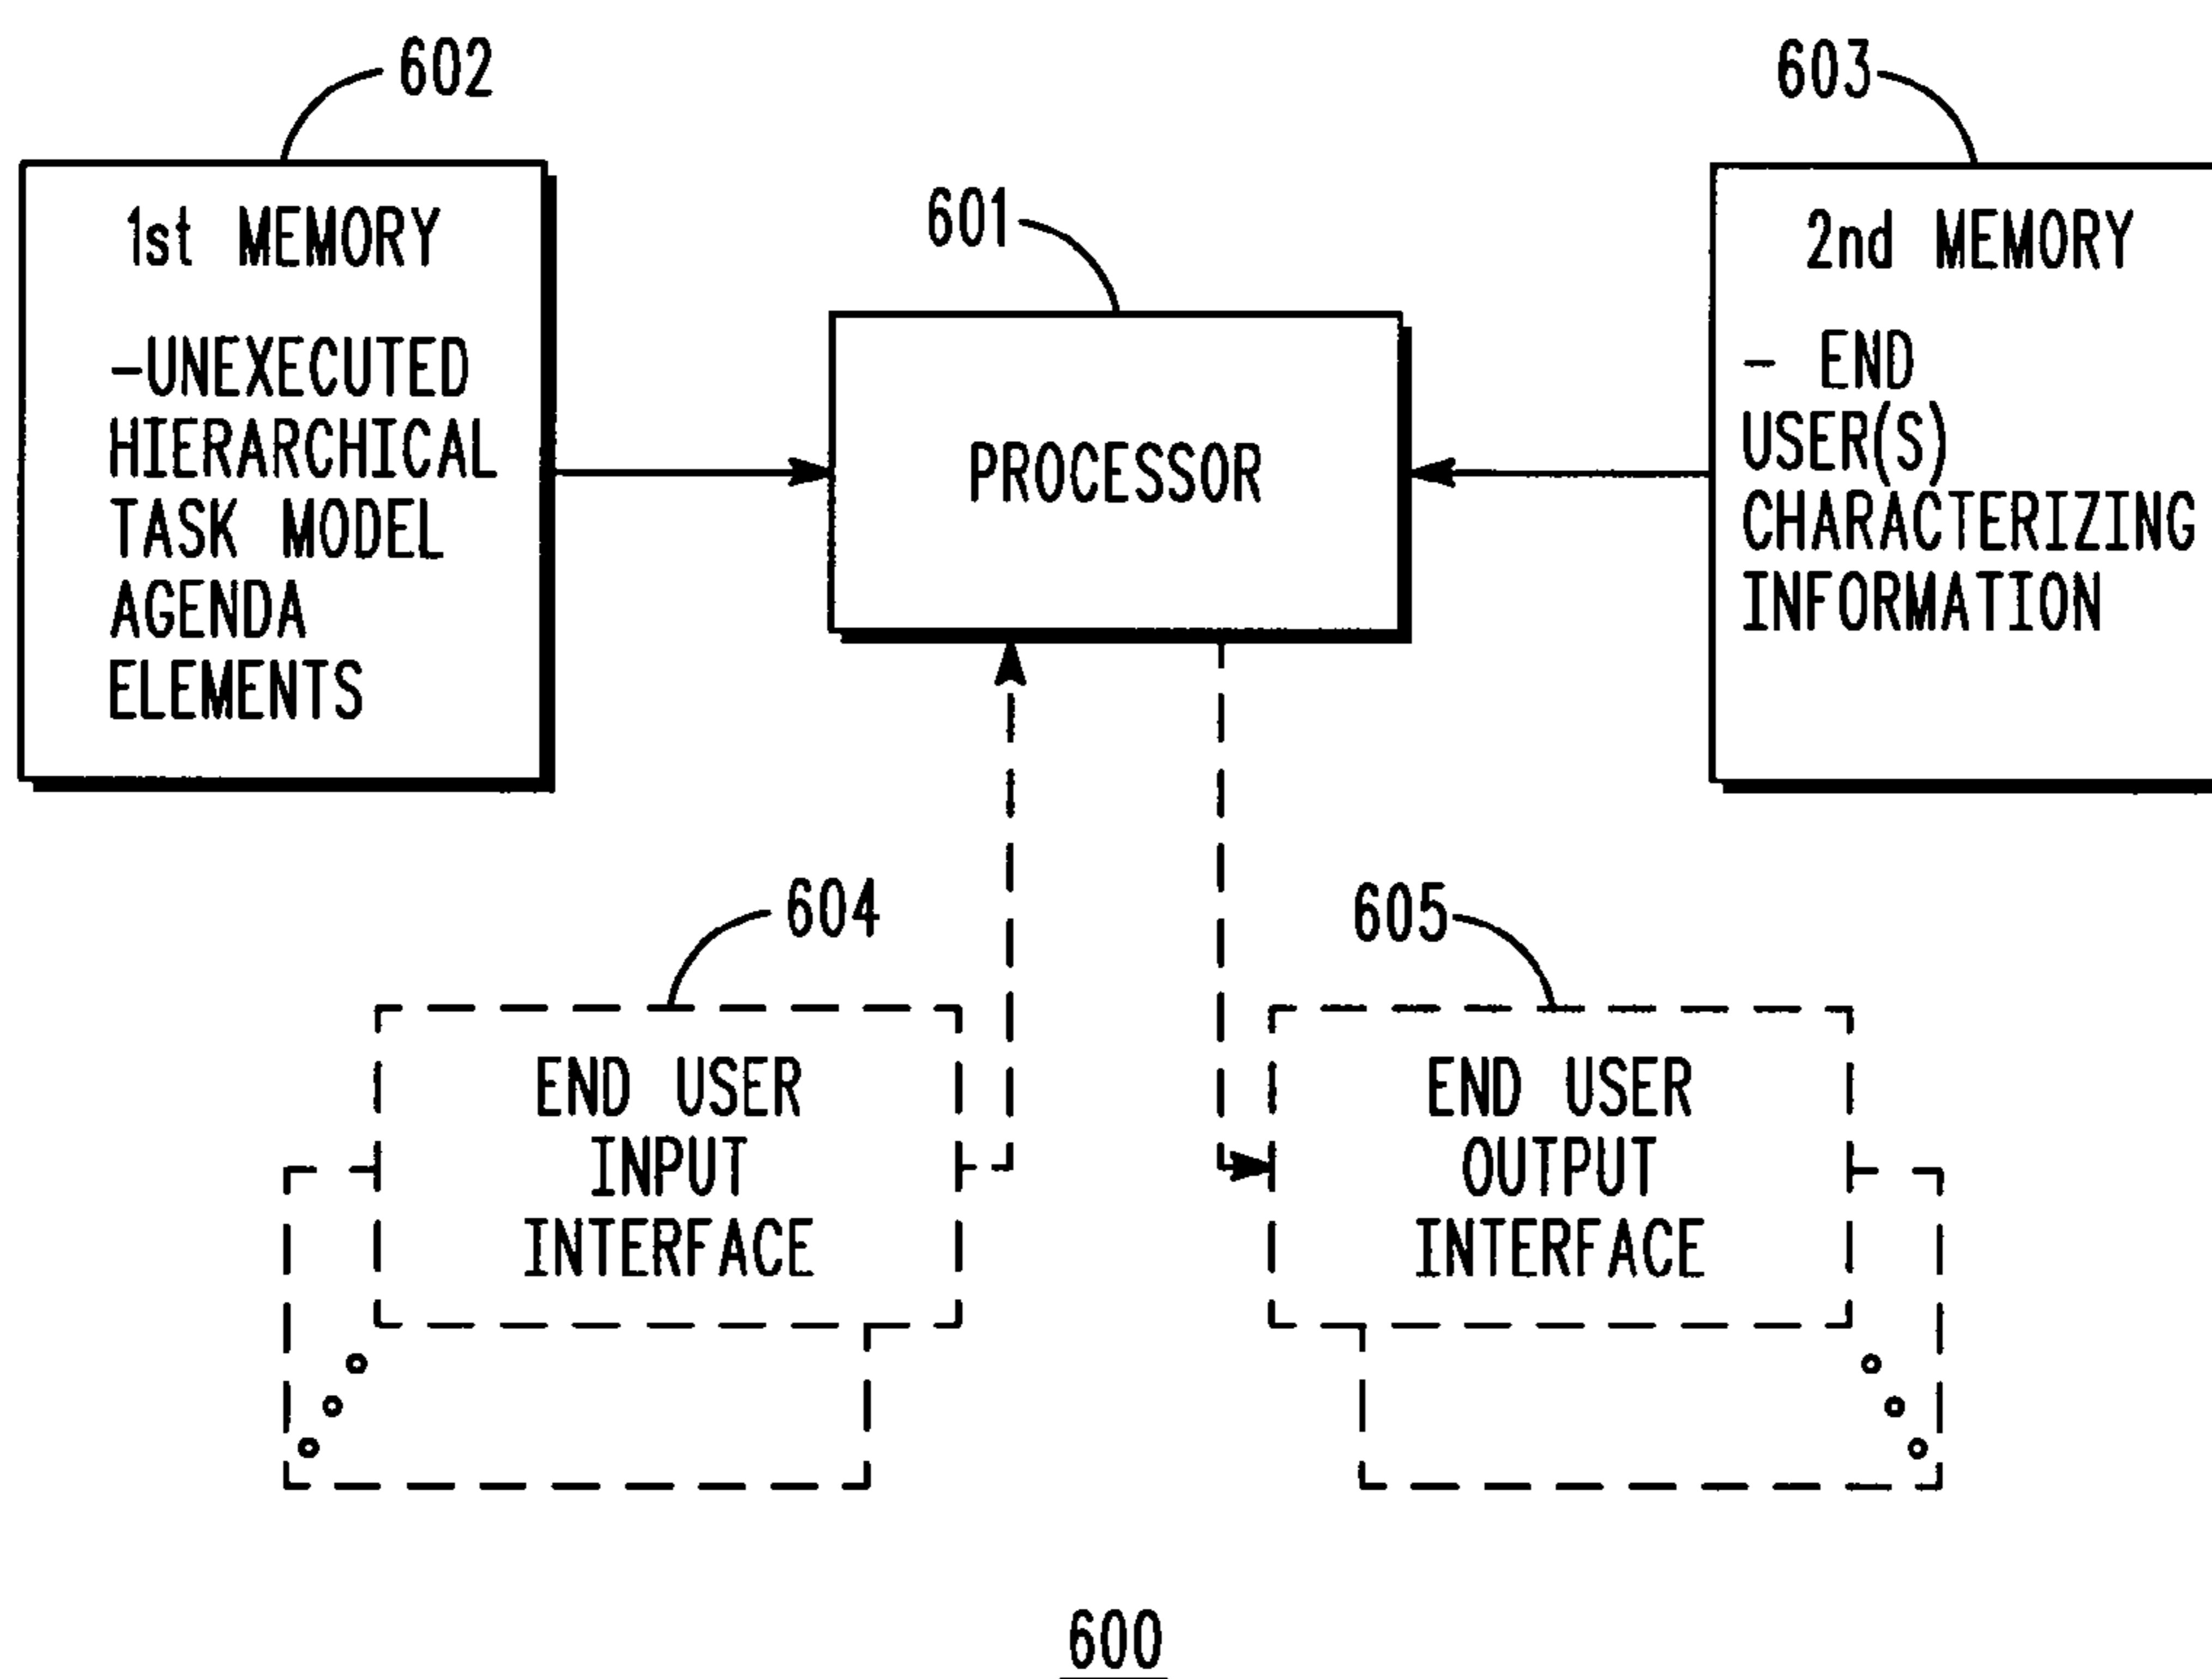 602
603
1st MEMORY
-UNEXECUTED
HIERARCHICAL
TASK MODEL
AGENDA
ELEMENTS
601
PROCESSOR
2nd MEMORY
- END
USER(S)
CHARACTERIZING
INFORMATION
604
END USER
INPUT
INTERFACE
605
END USER
OUTPUT
INTERFACE
600